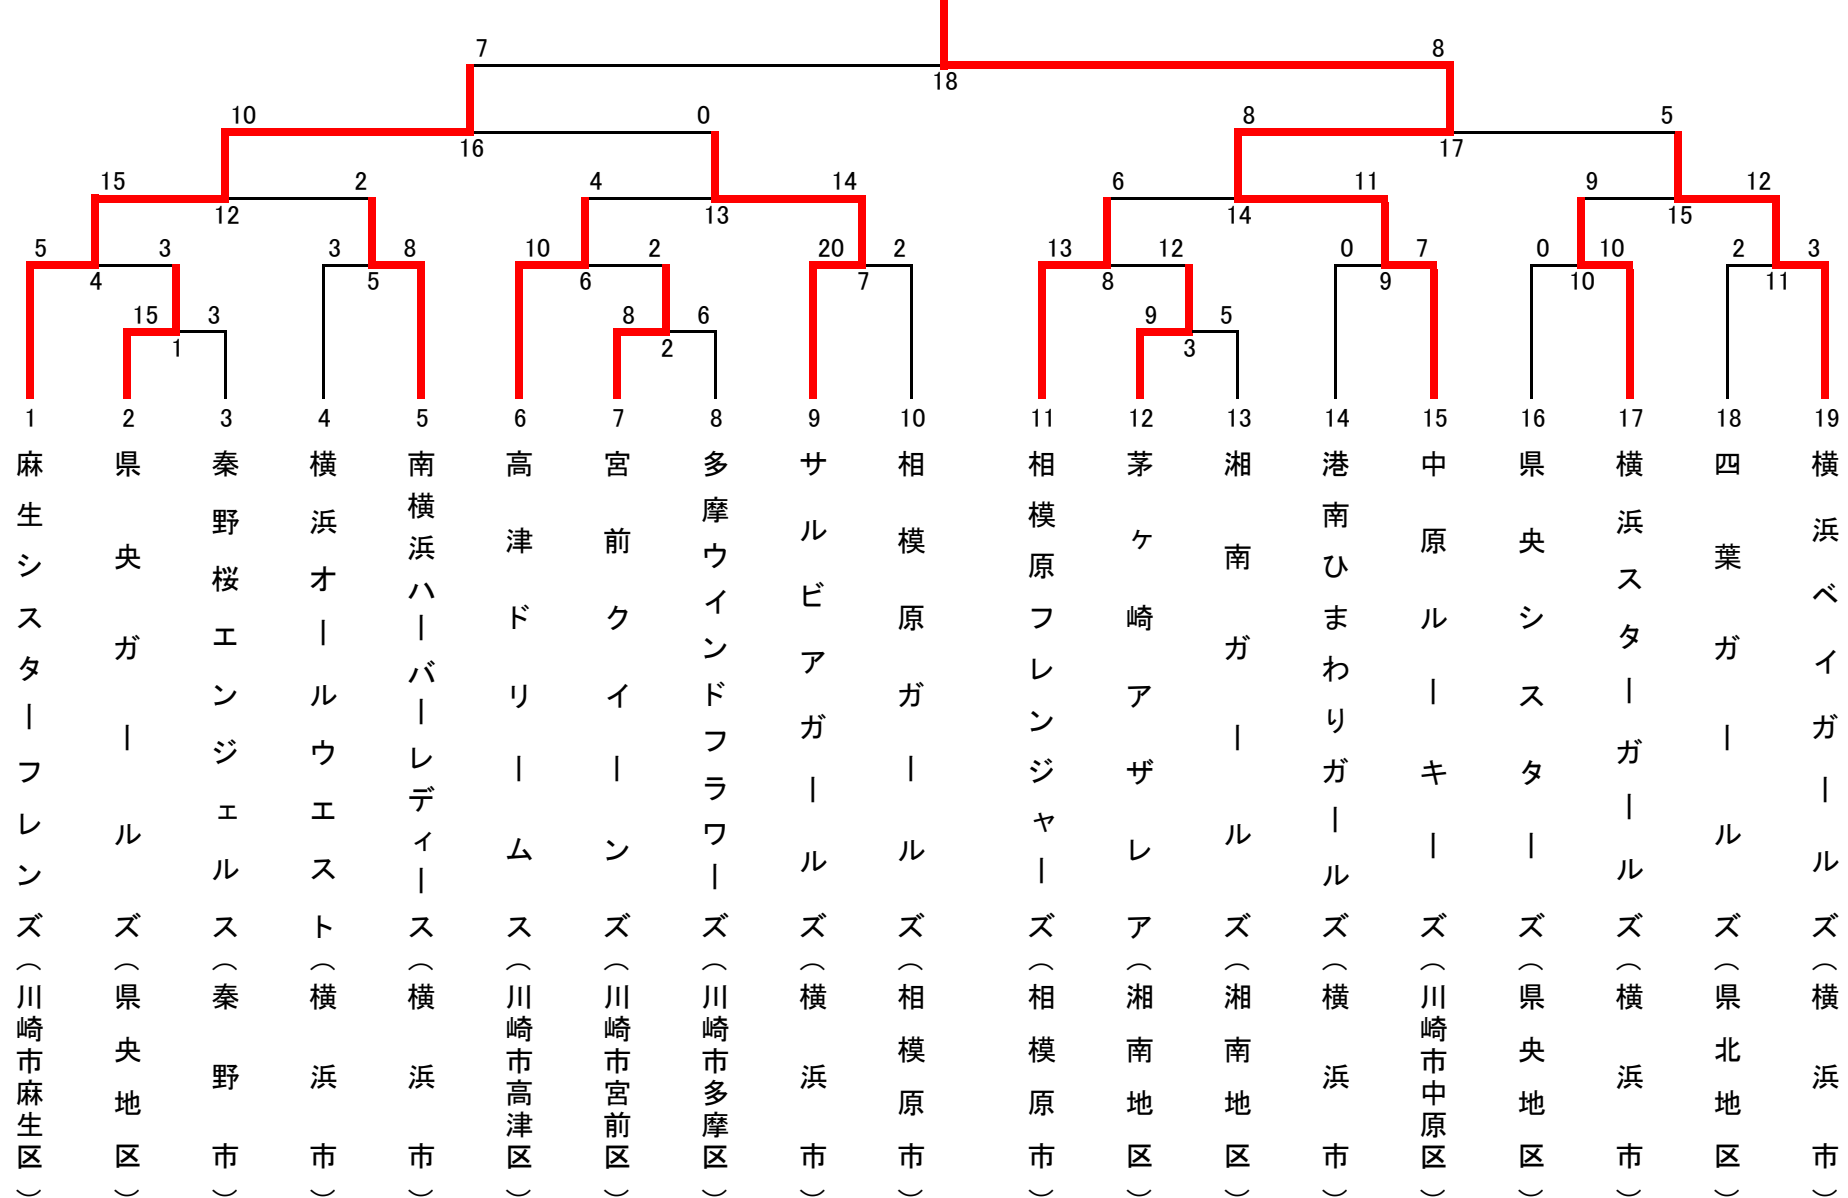 7 8
18
10 0 8 5
16 17
15 2 4 14 6 11 9 12
12 13 14 15
5 3 3 8 10 2 20 2 13 12 0 7 0 10 2 3
4 5 6 7 8 9 10 11
15 3 8 6 9 5
1 2 3
1 2 3 4 5 6 7 8 9 10 11 12 13 14 15 16 17 18 19
麻生シスターフレンズ（川崎市麻生区）
県央ガールズ（県央地区）
秦野桜エンジェルス（秦野市）
横浜オールウエスト（横浜市）
南横浜ハーバーレディース（横浜市）
高津ドリームス（川崎市高津区）
宮前クイーンズ（川崎市宮前区）
多摩ウインドフラワーズ（川崎市多摩区）
サルビアガールズ（横浜市）
相模原ガールズ（相模原市）
相模原フレンジャーズ（相模原市）
茅ヶ崎アザレア（湘南地区）
湘南ガールズ（湘南地区）
港南ひまわりガールズ（横浜市）
中原ルーキーズ（川崎市中原区）
県央シスターズ（県央地区）
横浜スターガールズ（横浜市）
四葉ガールズ（県北地区）
横浜ベイガールズ（横浜市）